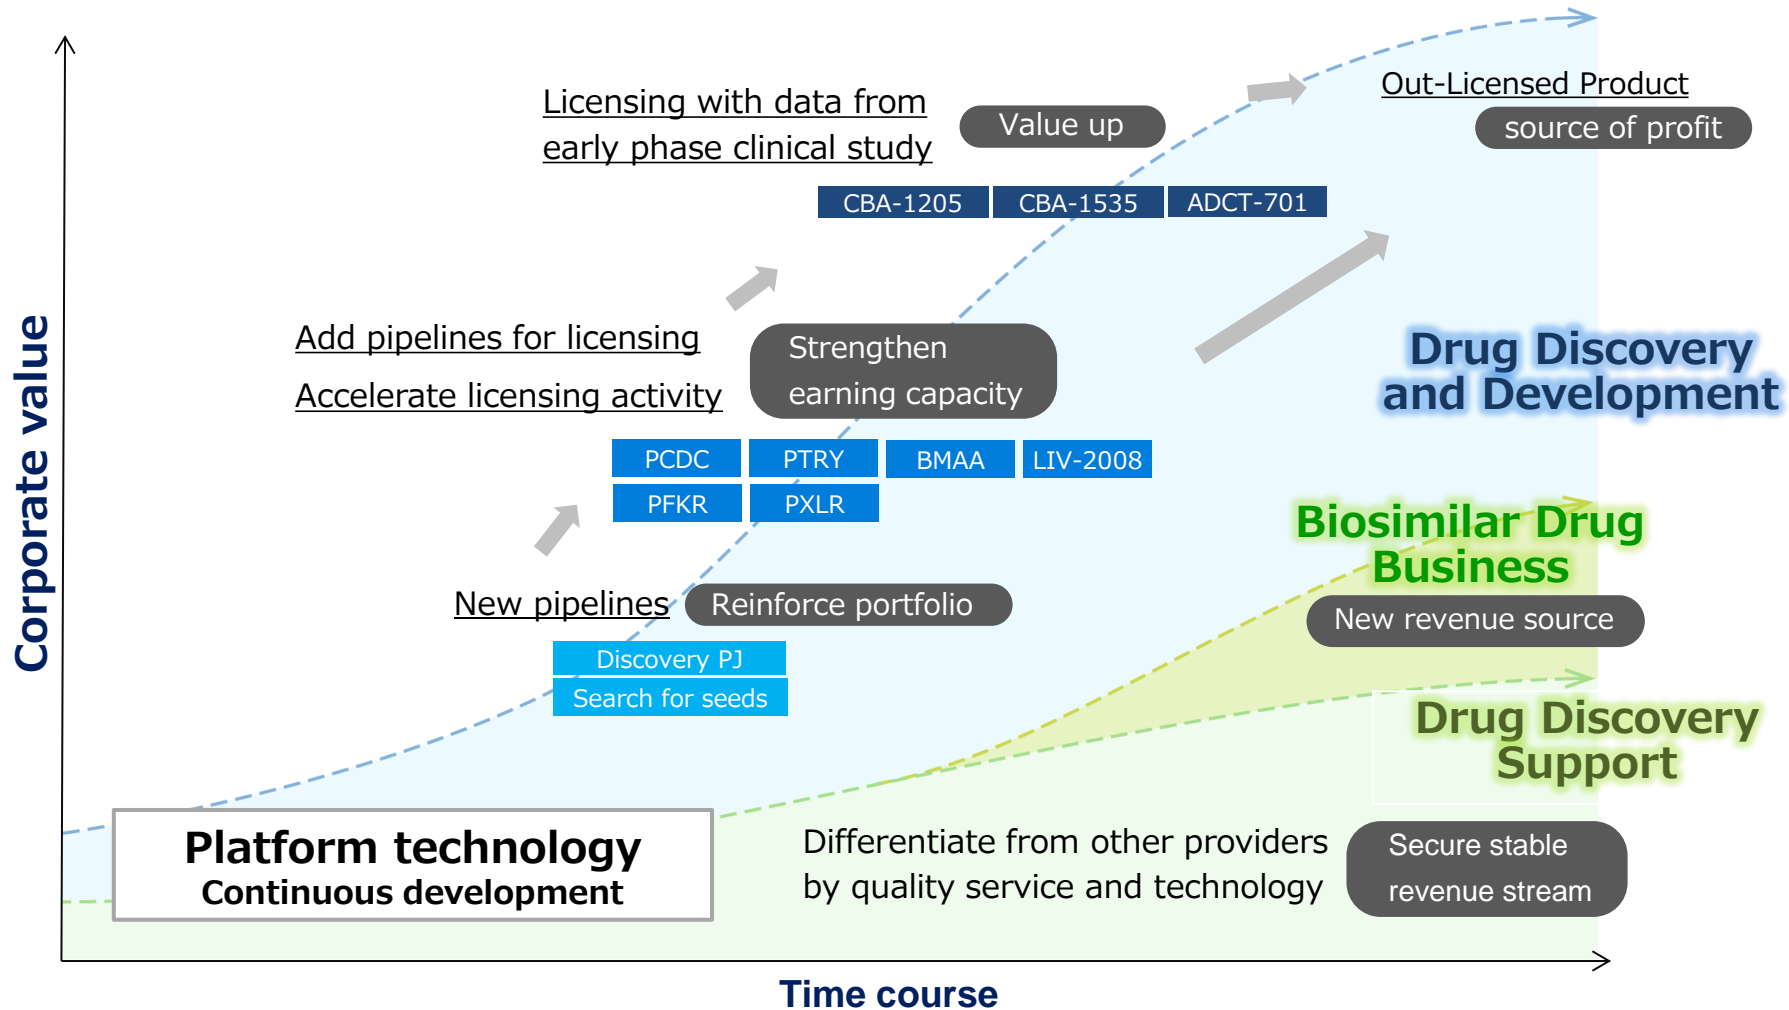 Corporate value
Licensing with data from
early phase clinical study
Value up
CBA-1205
CBA-1535
ADCT-701
Out-Licensed Product
source of profit
Add pipelines for licensing
Accelerate licensing activity
Strengthen
earning capacity
PCDC
PTRY
BMAA
LIV-2008
PFKR
PXLR
Drug Discovery
and Development
New pipelines
Reinforce portfolio
Discovery PJ
Search for seeds
Biosimilar Drug
Business
New revenue source
Drug Discovery
Support
Platform technology
Continuous development
Differentiate from other providers
by quality service and technology
Secure stable
revenue stream
Time course